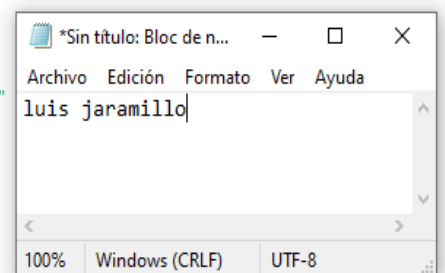 *Sin título: Bloc de n...
Archivo Edición Formato Ver Ayuda
"
luis jaramillo
100% Windows (CRLF) UTF-8